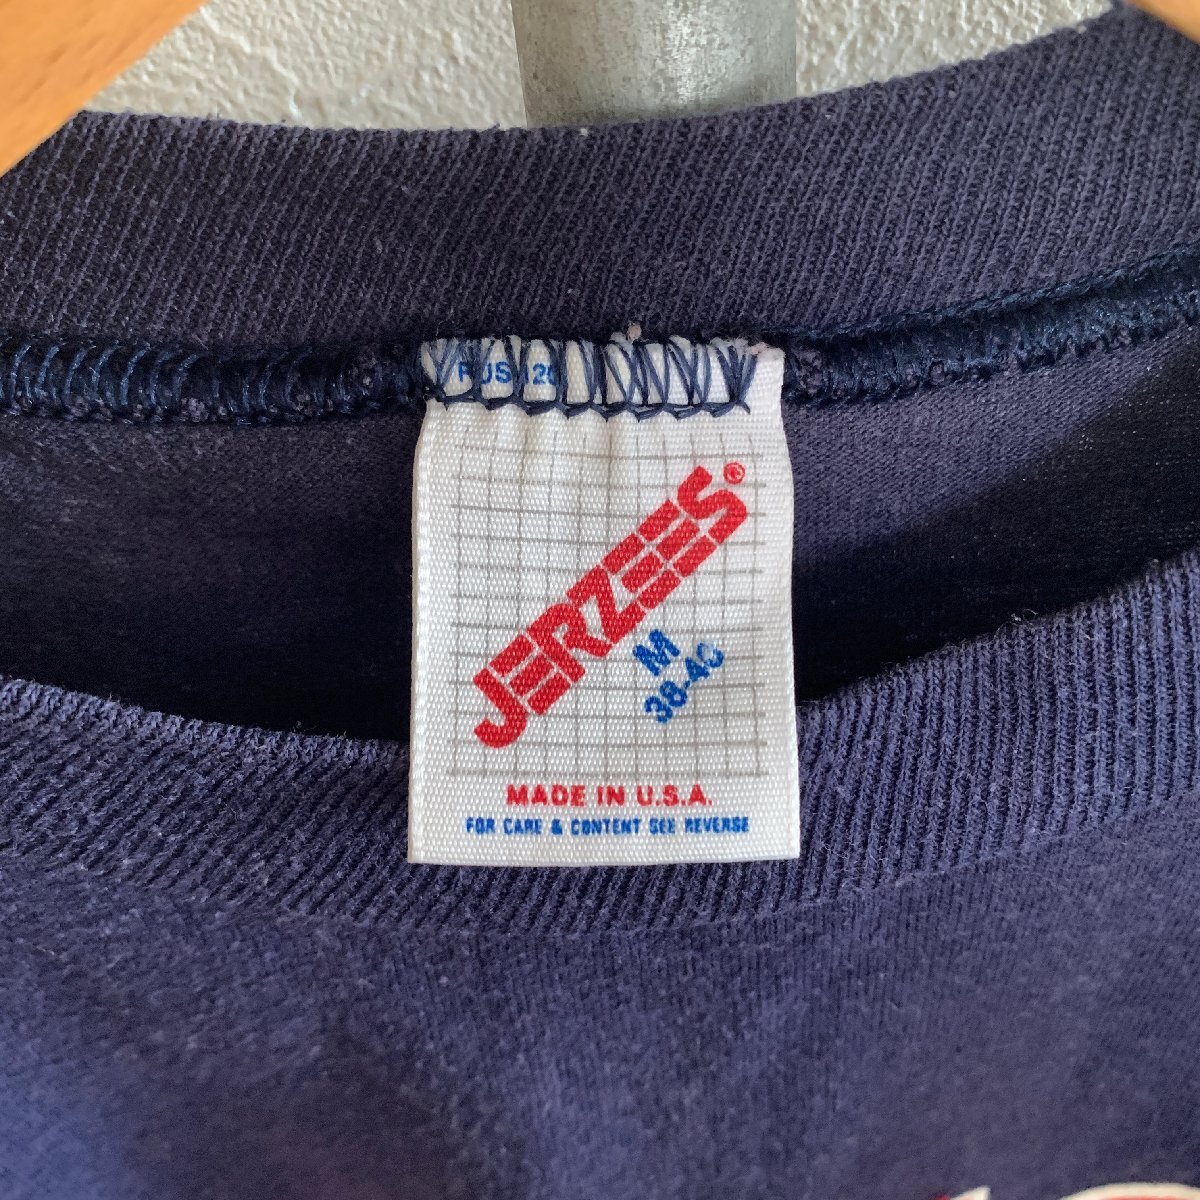 JERZEES®
M
38-40
MADE IN U.S.A.
FOR CARE & CONTENT SEE REVERSE